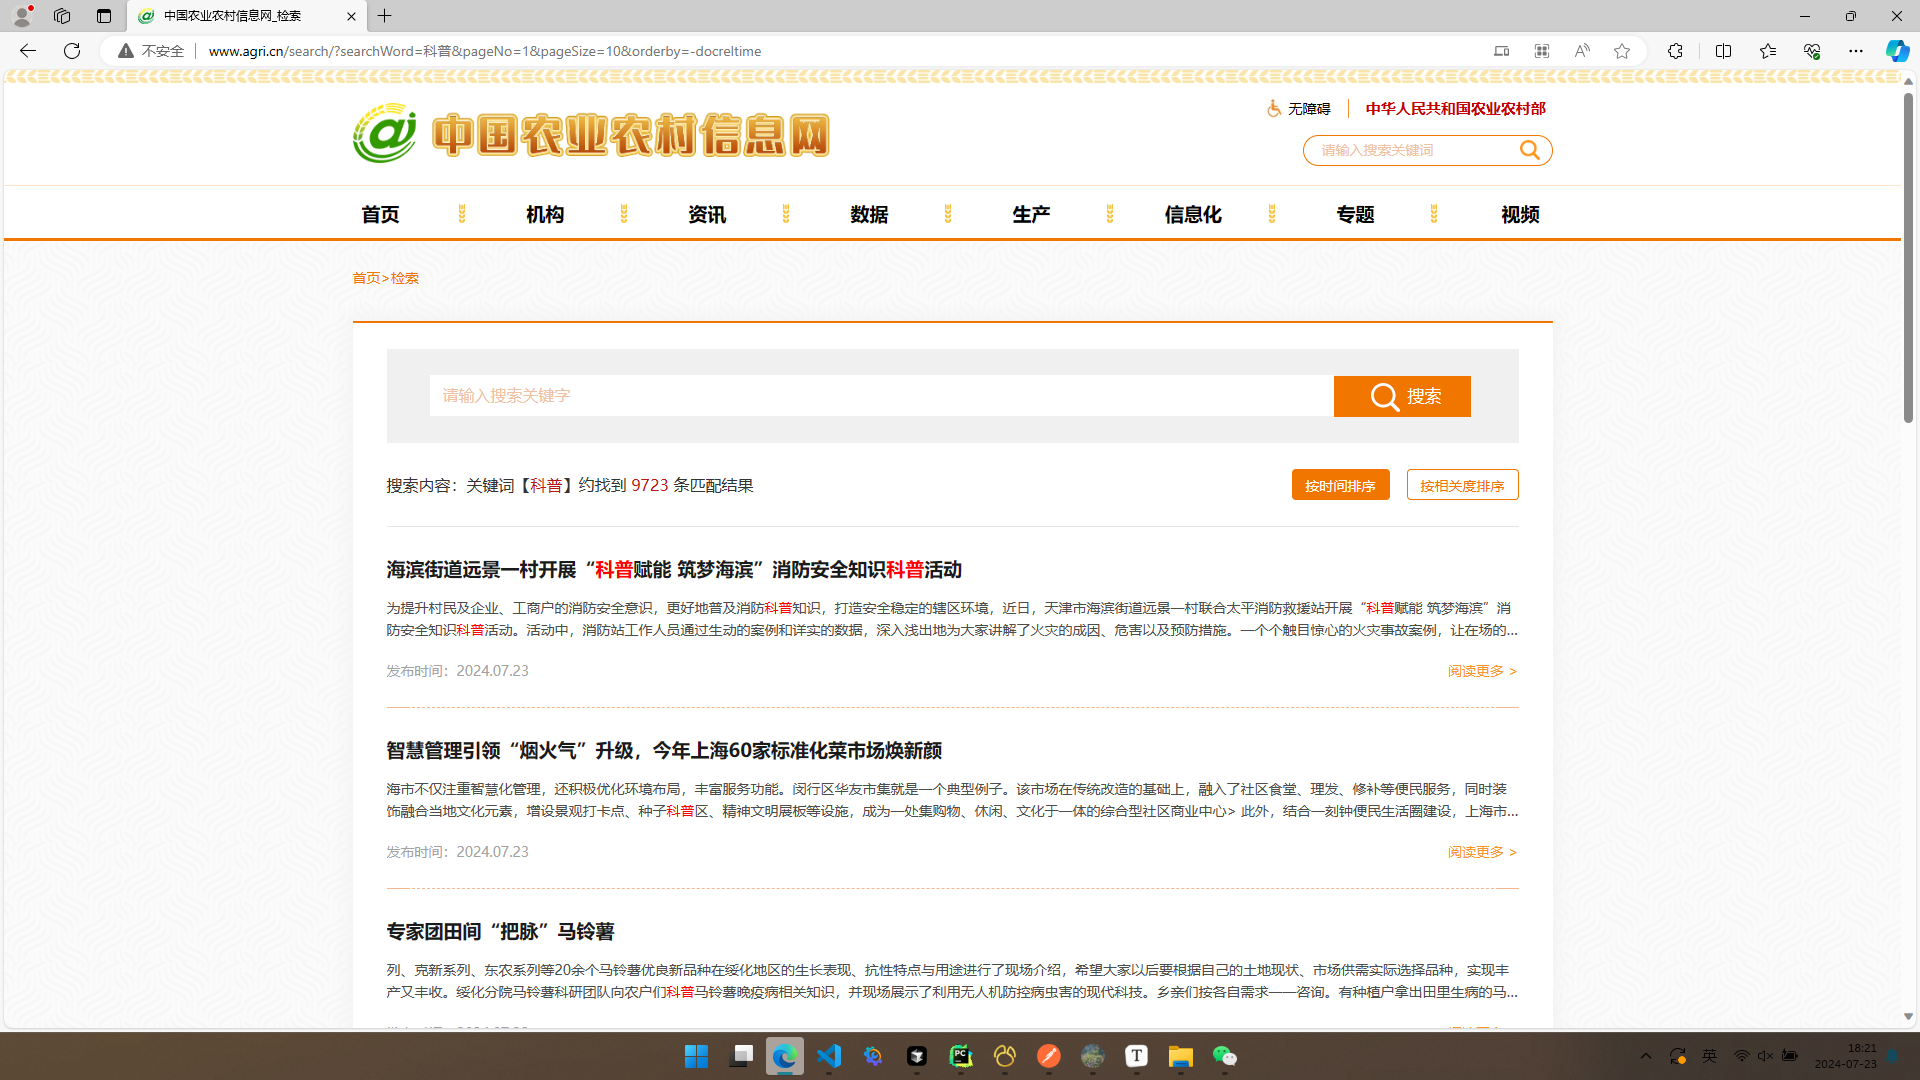 中国农业农村信息网_检索
不安全
www.agri.cn/search/?searchWord=科普&pageNo=1&pageSize=10&orderby=-docreltime
中国农业农村信息网
无障碍
中华人民共和国农业农村部
请输入搜索关键词
首页 机构 资讯 数据 生产 信息化 专题 视频
首页>检索
请输入搜索关键字
搜索
搜索内容：关键词【科普】约找到 9723 条匹配结果
按时间排序
按相关度排序
海滨街道远景一村开展“科普赋能 筑梦海滨”消防安全知识科普活动
为提升村民及企业、工商户的消防安全意识，更好地普及消防科普知识，打造安全稳定的辖区环境，近日，天津市海滨街道远景一村联合太平消防救援站开展“科普赋能 筑梦海滨”消
防安全知识科普活动。活动中，消防站工作人员通过生动的案例和详实的数据，深入浅出地为大家讲解了火灾的成因、危害以及预防措施。一个个触目惊心的火灾事故案例，让在场的...
发布时间：2024.07.23
阅读更多 >
智慧管理引领“烟火气”升级，今年上海60家标准化菜市场焕新颜
海市不仅注重智慧化管理，还积极优化环境布局，丰富服务功能。闵行区华友市集就是一个典型例子。该市场在传统改造的基础上，融入了社区食堂、理发、修补等便民服务，同时装
饰融合当地文化元素，增设景观打卡点、种子科普区、精神文明展板等设施，成为一处集购物、休闲、文化于一体的综合型社区商业中心> 此外，结合一刻钟便民生活圈建设，上海市...
发布时间：2024.07.23
阅读更多 >
专家团田间“把脉”马铃薯
列、克新系列、东农系列等20余个马铃薯优良新品种在绥化地区的生长表现、抗性特点与用途进行了现场介绍，希望大家以后要根据自己的土地现状、市场供需实际选择品种，实现丰
产又丰收。绥化分院马铃薯科研团队向农户们科普马铃薯晚疫病相关知识，并现场展示了利用无人机防控病虫害的现代科技。乡亲们按各自需求一一咨询。有种植户拿出田里生病的马...
英
18:21
2024-07-23